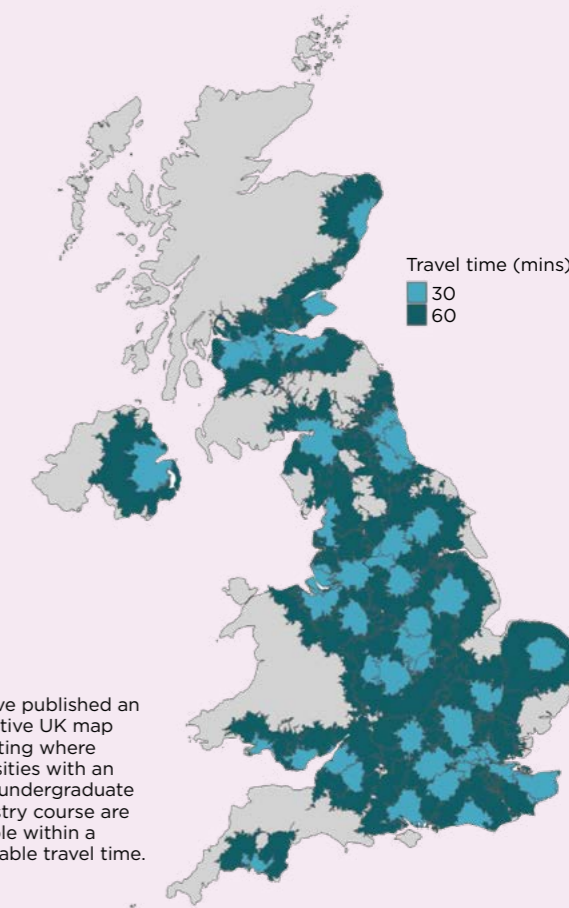 Travel time (mins)
30
60
ve published an
tive UK map
ting where
sities with an
undergraduate
stry course are
le within a
able travel time.